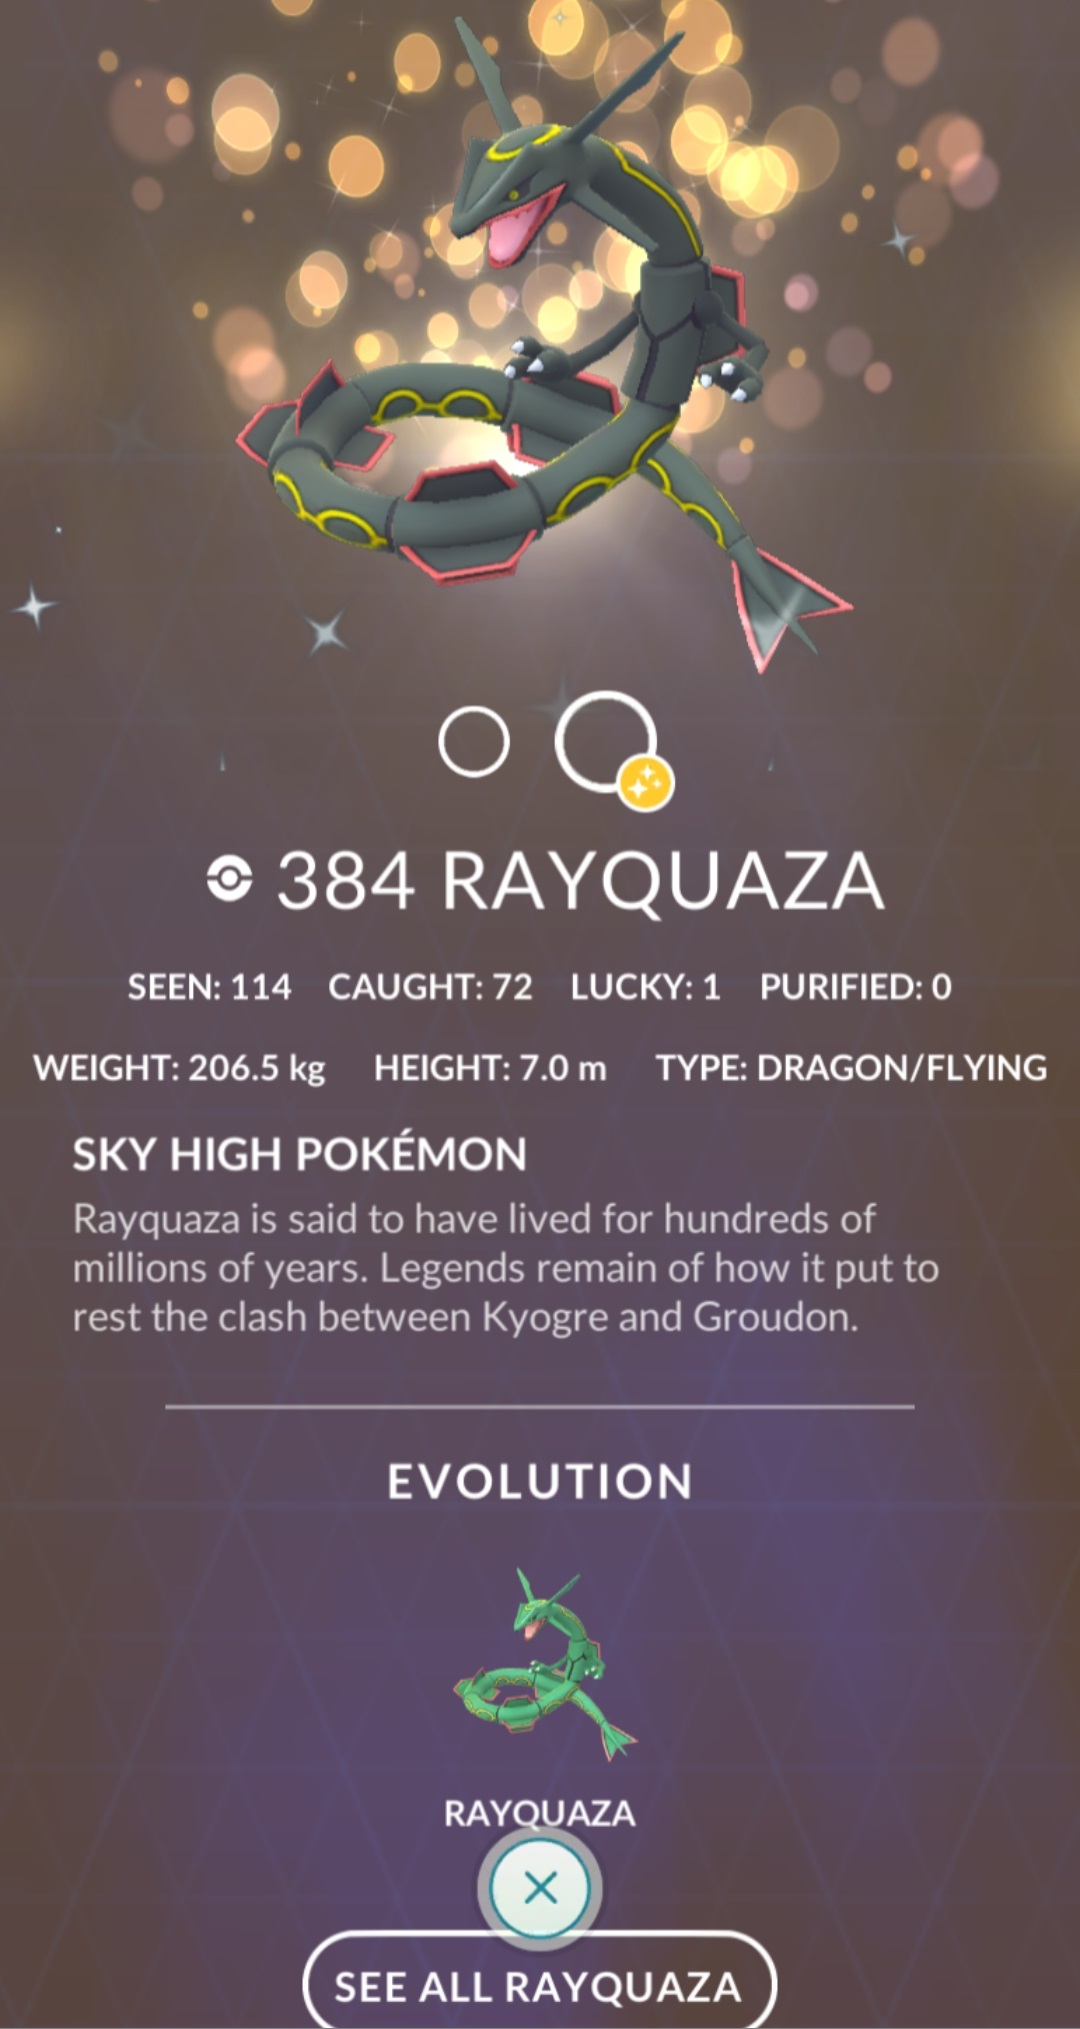 384 RAYQUAZA
SEEN: 114 CAUGHT: 72 LUCKY: 1 PURIFIED: 0
WEIGHT: 206.5 kg HEIGHT: 7.0 m TYPE: DRAGON/FLYING
SKY HIGH POKÉMON
Rayquaza is said to have lived for hundreds of
millions of years. Legends remain of how it put to
rest the clash between Kyogre and Groudon.
EVOLUTION
RAYQUAZA
SEE ALL RAYQUAZA